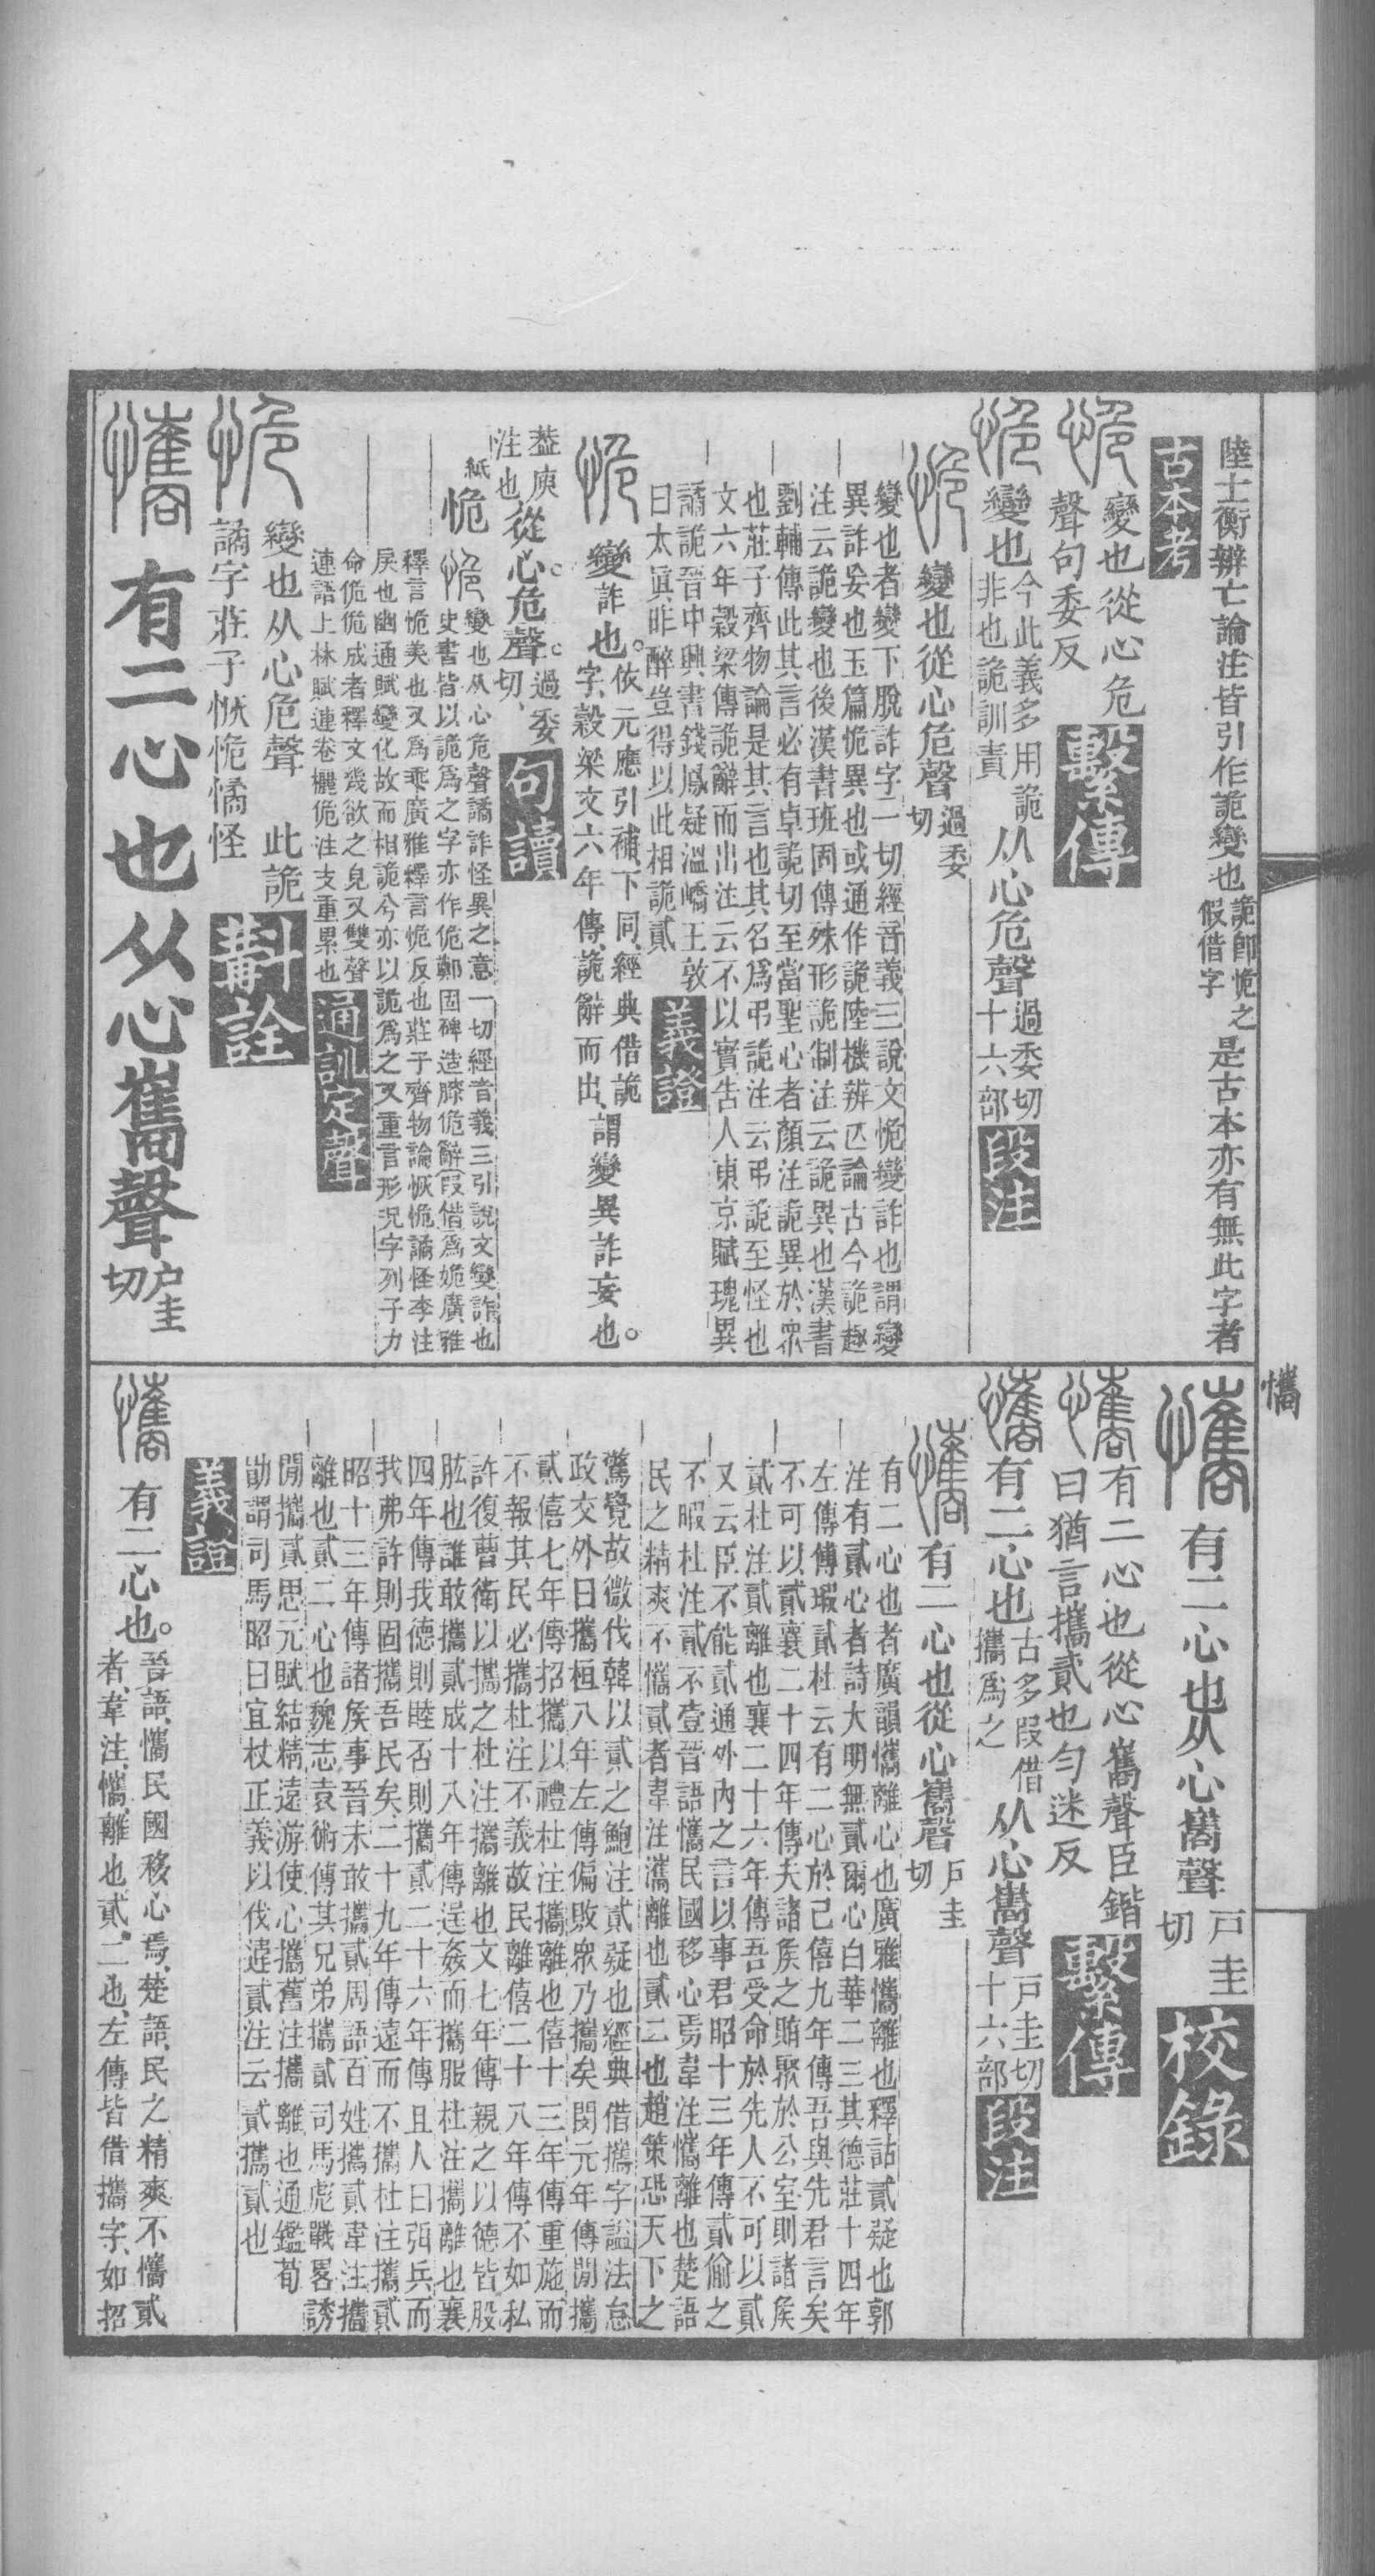 陸士衡辨亡論注皆引作詭變也詭卽恑之假借字是古本亦有無此字者
古本考
恑變也從心危
聲句委反
繫傳
恑變也今此義多用詭非也詭訓責从心危聲過委切十六部
段注
恑變也從心危聲過委切
變也者變下脫詐字一切經音義三說文恑變詐也謂變
異詐妄也玉篇恑異也或通作詭陸機辨亾論古今詭趣
注云詭變也後漢書班固傳殊形詭制注云詭異也漢書
劉輔傳此其言必有卓詭切至當聖心者顏注詭異於衆
也莊子齊物論是其言也其名爲弔詭注云弔詭至怪也
文六年穀梁傳詭辭而出注云不以實告人東京賦瑰異
譎詭晉中興書錢鳳疑溫嶠王敦
曰太眞昨醉豈得以此相詭貳
義證
恑變詐也。依元應引補、下同、經典借詭
字、穀梁文六年傳、詭辭而出、謂變異詐妄也。
葢庾
注也
從心。危聲。過委切、
句讀
紙
恑
恑變也从心危聲譎詐怪異之意一切經音義三引說文變詐也
史書皆以詭爲之字亦作佹鄭固碑造膝佹辭叚借爲姽廣雅
釋言恑美也又爲乖廣雅釋言恑反也莊子齊物論恢恑譎怪李注
戾也幽通賦變化故而相詭今亦以詭爲之又重言形況字列子力
命佹佹成者釋文幾欲之皃又雙聲
連語上林賦連卷欐佹注支重累也
通訓定聲
恑變也从心危聲　此詭
譎字莊子恢恑憰怪
斠詮
懏有二心也从心巂聲户圭切
懏
懏有二心也从心巂聲戶圭切
校錄
懏有二心也從心巂聲臣鍇
曰猶言攜貳也勻迷反
繫傳
懏有二心也古多叚借攜爲之从心巂聲戶圭切十六部
段注
懏有二心也從心巂聲戶圭切
有二心也者廣韻懏離心也廣雅懏離也釋詁貳疑也郭
注有貳心者詩大明無貳爾心白華二三其德莊十四年
左傳傅瑕貳杜云有二心於己僖九年傳吾與先君言矣
不可以貳襄二十四年傳夫諸矦之賄聚於公室則諸矦
貳杜注貳離也襄二十六年傳吾受命於先人不可以貳
又云臣不能貳通外內之言以事君昭十三年傳貳偷之
不暇杜注貳不壹晉語懏民國移心焉韋注懏離也楚語
民之精爽不懏貳者韋注懏離也貳二也趙策恐天下之
驚覺故微伐韓以貳之鮑注貳疑也經典借攜字謚法怠
政交外曰攜桓八年左傳偏敗衆乃攜矣閔元年傳閒攜
貳僖七年傳招攜以禮杜注攜離也僖十三年傳重施而
不報其民必攜杜注不義故民離僖二十八年傳不如私
許復曹衛以攜之杜注攜離也文七年傳親之以德皆股
肱也誰敢攜貳成十八年傳逞姦而攜服杜注攜離也襄
四年傳我德則睦否則攜貳二十六年傳且人曰弭兵而
我弗許則固攜吾民矣二十九年傳遠而不攜杜注攜貳
昭十三年傳諸矦事晉未敢攜貳周語百姓攜貳韋注攜
離也貳二心也魏志袁術傳其兄弟攜貳司馬彪戰畧誘
閒攜貳思元賦結精遠游使心攜舊注攜離也通鑑荀
勖謂司馬昭曰宜杖正義以伐違貳注云貳攜貳也
義證
懏有二心也。晉語、懏民國移心焉、楚語、民之精爽不懏貳
者、韋注、懏、離也、貳、二也、左傳皆借攜字、如招